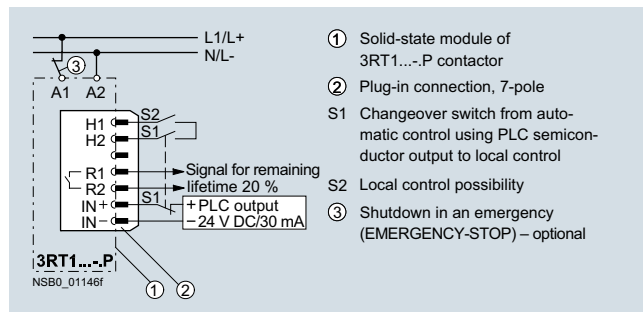 L1/L+
N/L-
③
A1 A2
H1 S2
H2 S1
R1 Signal for remaining
R2 lifetime 20 %
IN+ S1 + PLC output
IN− − 24 V DC/30 mA
3RT1...-.P
NSB0_01146f
① ②
① Solid-state module of
3RT1...-.P contactor
② Plug-in connection, 7-pole
S1 Changeover switch from auto-
matic control using PLC semicon-
ductor output to local control
S2 Local control possibility
③ Shutdown in an emergency
(EMERGENCY-STOP) – optional